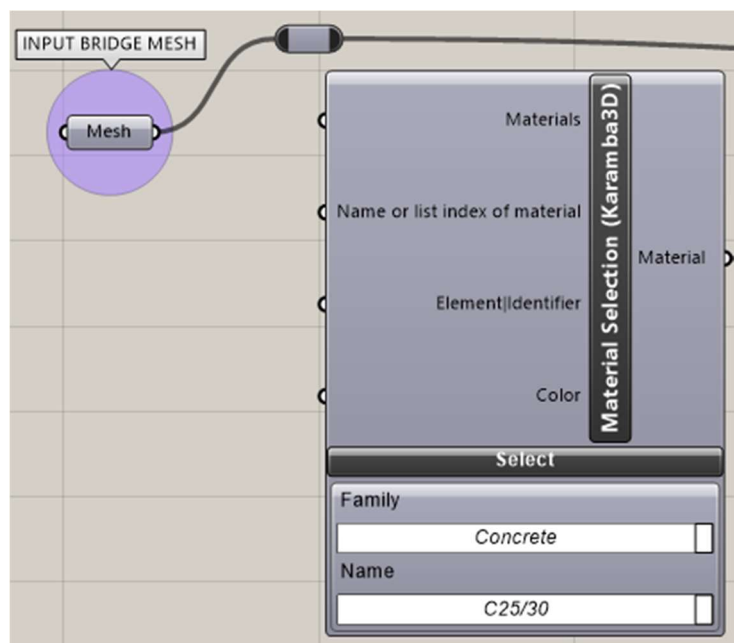 INPUT BRIDGE MESH
Mesh
Materials
Name or list index of material
Element|Identifier
Color
Material Selection (Karamba3D)
Material
Select
Family
Concrete
Name
C25/30